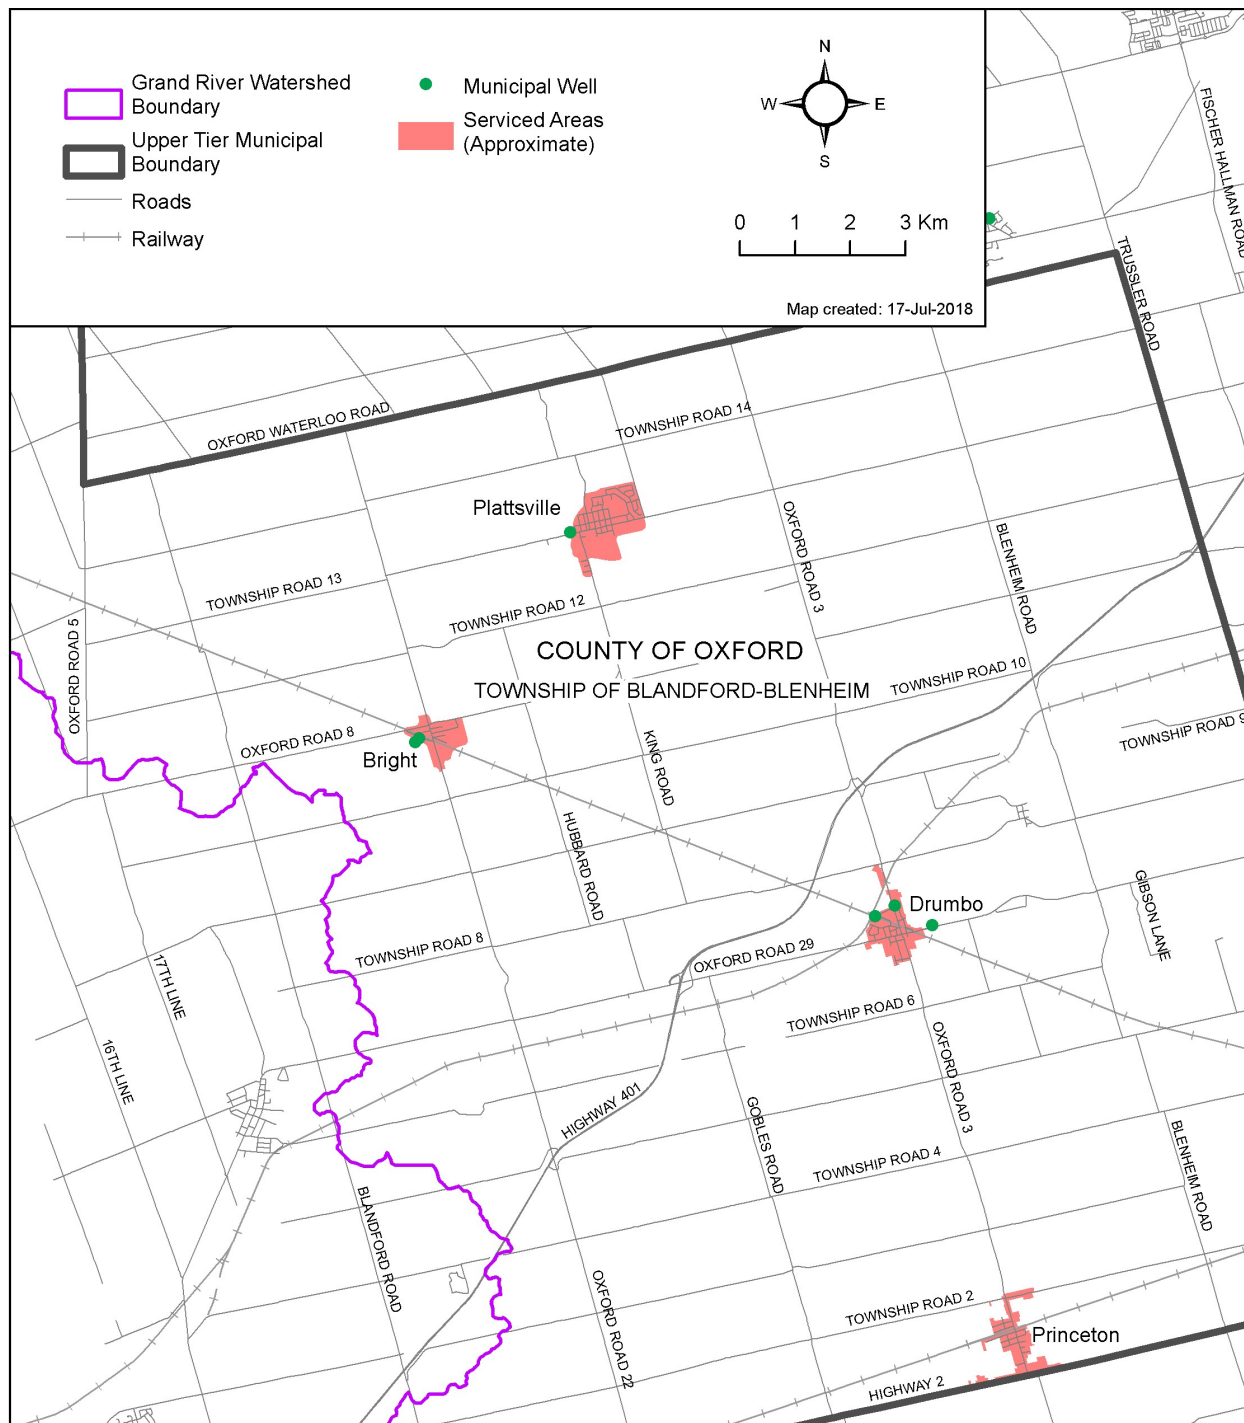 Grand River Watershed
Boundary
Upper Tier Municipal
Boundary
Roads
Railway
Municipal Well
Serviced Areas
(Approximate)
N
W
E
S
0 1 2 3 Km
Map created: 17-Jul-2018
FISCHER HALLMAN ROAD
TRUSSLER ROAD
OXFORD WATERLOO ROAD
TOWNSHIP ROAD 14
Plattsville
OXFORD ROAD 3
BLENHEIM ROAD
TOWNSHIP ROAD 13
TOWNSHIP ROAD 12
OXFORD ROAD 5
COUNTY OF OXFORD
TOWNSHIP OF BLANDFORD-BLENHEIM
TOWNSHIP ROAD 10
TOWNSHIP ROAD 9
OXFORD ROAD 8
Bright
KING ROAD
HUBBARD ROAD
Drumbo
GIBSON LANE
TOWNSHIP ROAD 8
OXFORD ROAD 29
17TH LINE
TOWNSHIP ROAD 6
16TH LINE
OXFORD ROAD 3
HIGHWAY 401
GOBLES ROAD
TOWNSHIP ROAD 4
BLENHEIM ROAD
BLANDFORD ROAD
OXFORD ROAD 22
TOWNSHIP ROAD 2
Princeton
HIGHWAY 2